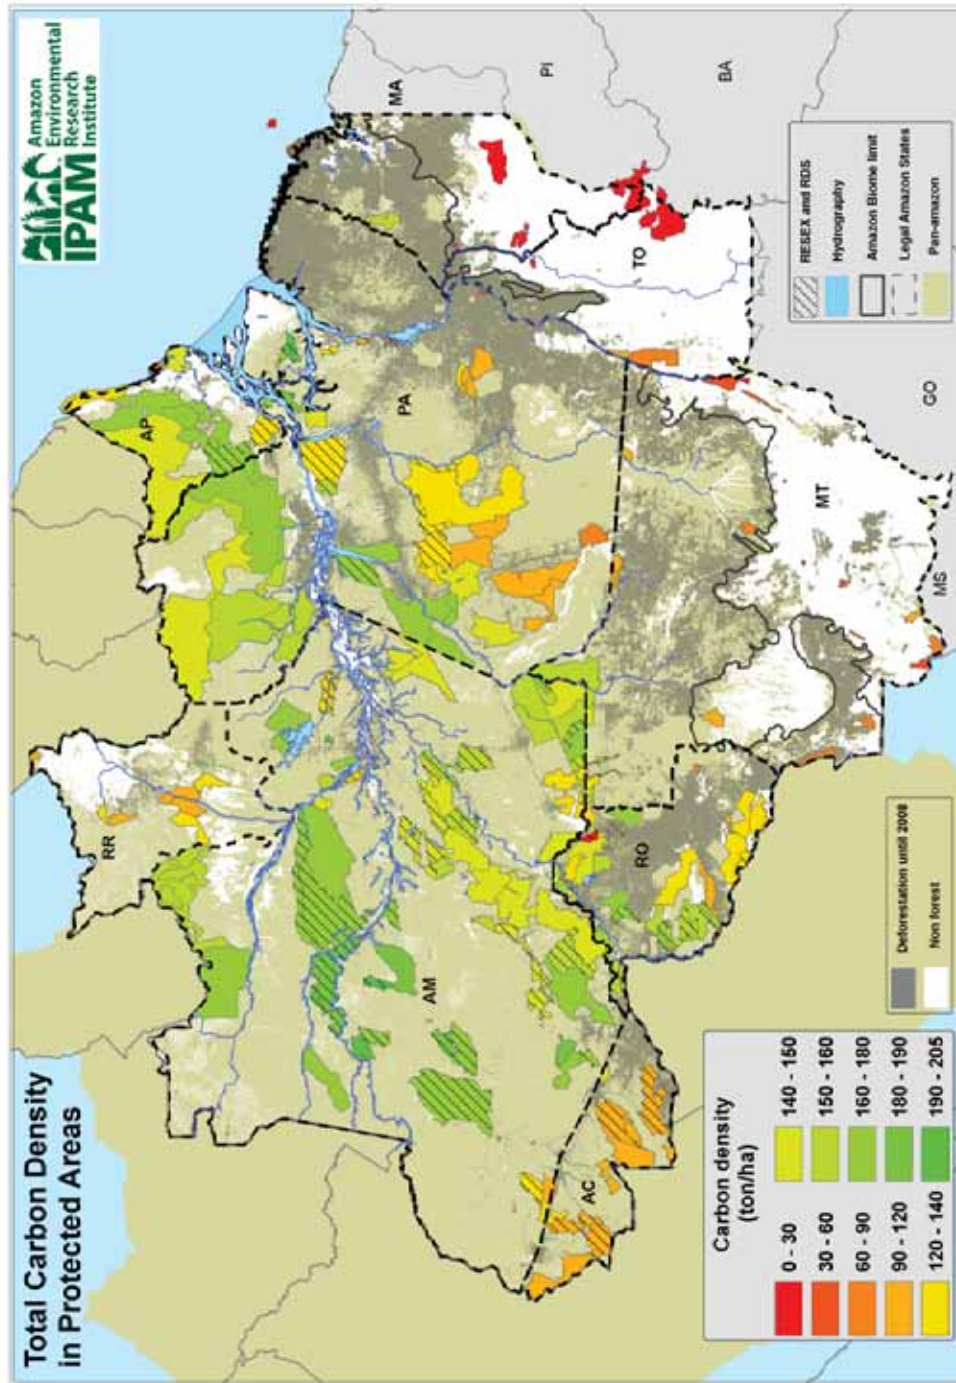 Total Carbon Density
in Protected Areas
IPAM
Amazon
Environmental
Research
Institute
RR
AP
AM
PA
MA
PI
BA
TO
AC
RO
MT
GO
MS
Carbon density
(ton/ha)
0 - 30
30 - 60
60 - 90
90 - 120
120 - 140
140 - 150
150 - 160
160 - 180
180 - 190
190 - 205
Deforestation until 2008
Non forest
RESEX and RDS
Hydrography
Amazon Biome limit
Legal Amazon States
Pan-amazon